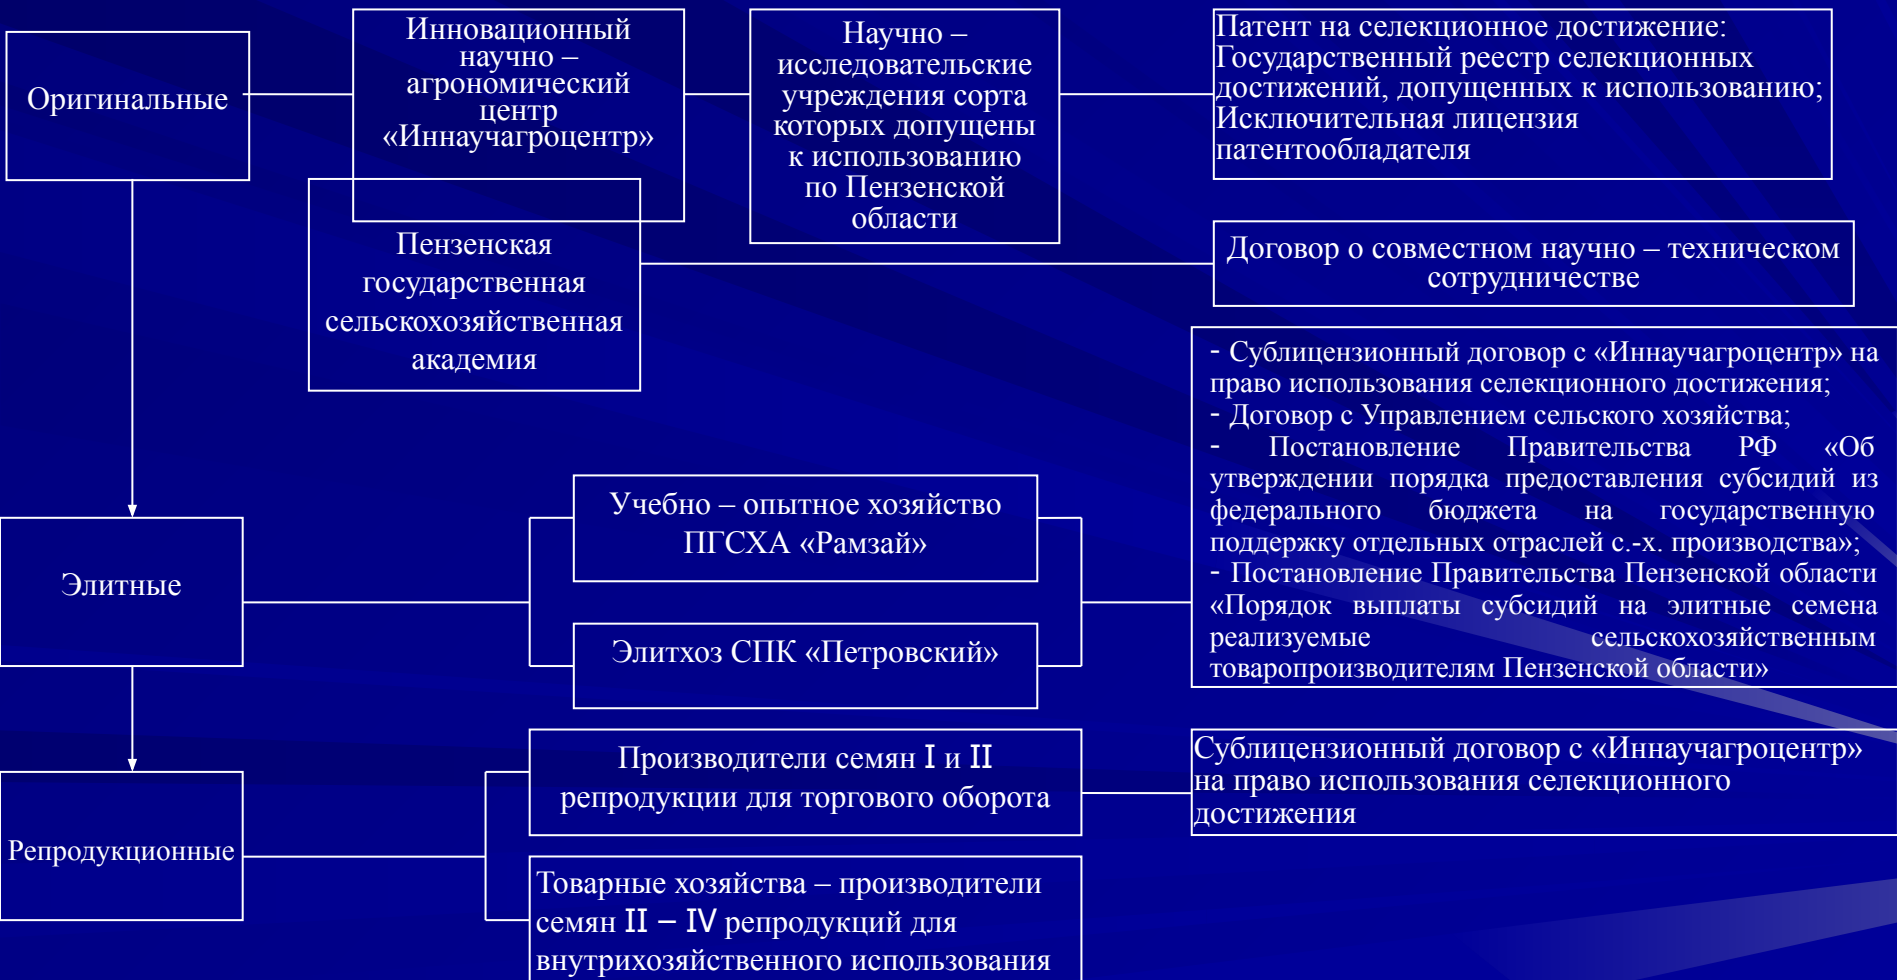 Оригинальные
Инновационный
научно –
агрономический
центр
«Иннаучагроцентр»
Научно –
исследовательские
учреждения сорта
которых допущены
к использованию
по Пензенской
области
Патент на селекционное достижение:
Государственный реестр селекционных
достижений, допущенных к использованию;
Исключительная лицензия
патентообладателя
Пензенская
государственная
сельскохозяйственная
академия
Договор о совместном научно – техническом
сотрудничестве
Элитные
Учебно – опытное хозяйство
ПГСХА «Рамзай»
Элитхоз СПК «Петровский»
- Сублицензионный договор с «Иннаучагроцентр» на
право использования селекционного достижения;
- Договор с Управлением сельского хозяйства;
- Постановление Правительства РФ «Об
утверждении порядка предоставления субсидий из
федерального бюджета на государственную
поддержку отдельных отраслей с.-х. производства»;
- Постановление Правительства Пензенской области
«Порядок выплаты субсидий на элитные семена
реализуемые сельскохозяйственным
товаропроизводителям Пензенской области»
Репродукционные
Производители семян I и II
репродукции для торгового оборота
Сублицензионный договор с «Иннаучагроцентр»
на право использования селекционного
достижения
Товарные хозяйства – производители
семян II – IV репродукций для
внутрихозяйственного использования